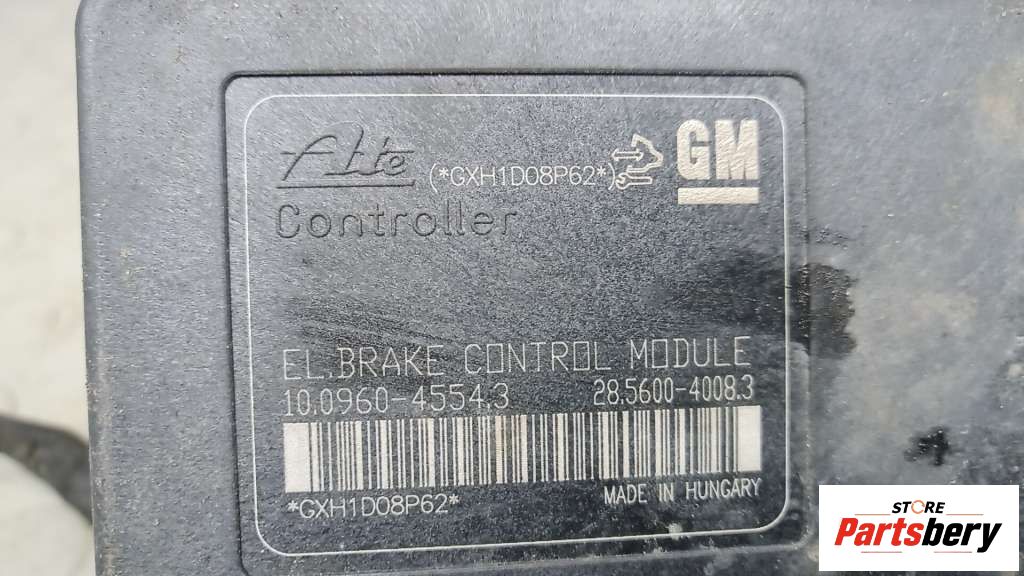 Ate
(*GXH1D08P62*)
GM
Controller
EL.BRAKE CONTROL MODULE
10.0960-4554.3 28.5600-4008.3
*GXH1D08P62*
MADE IN HUNGARY
STORE
Partsbery